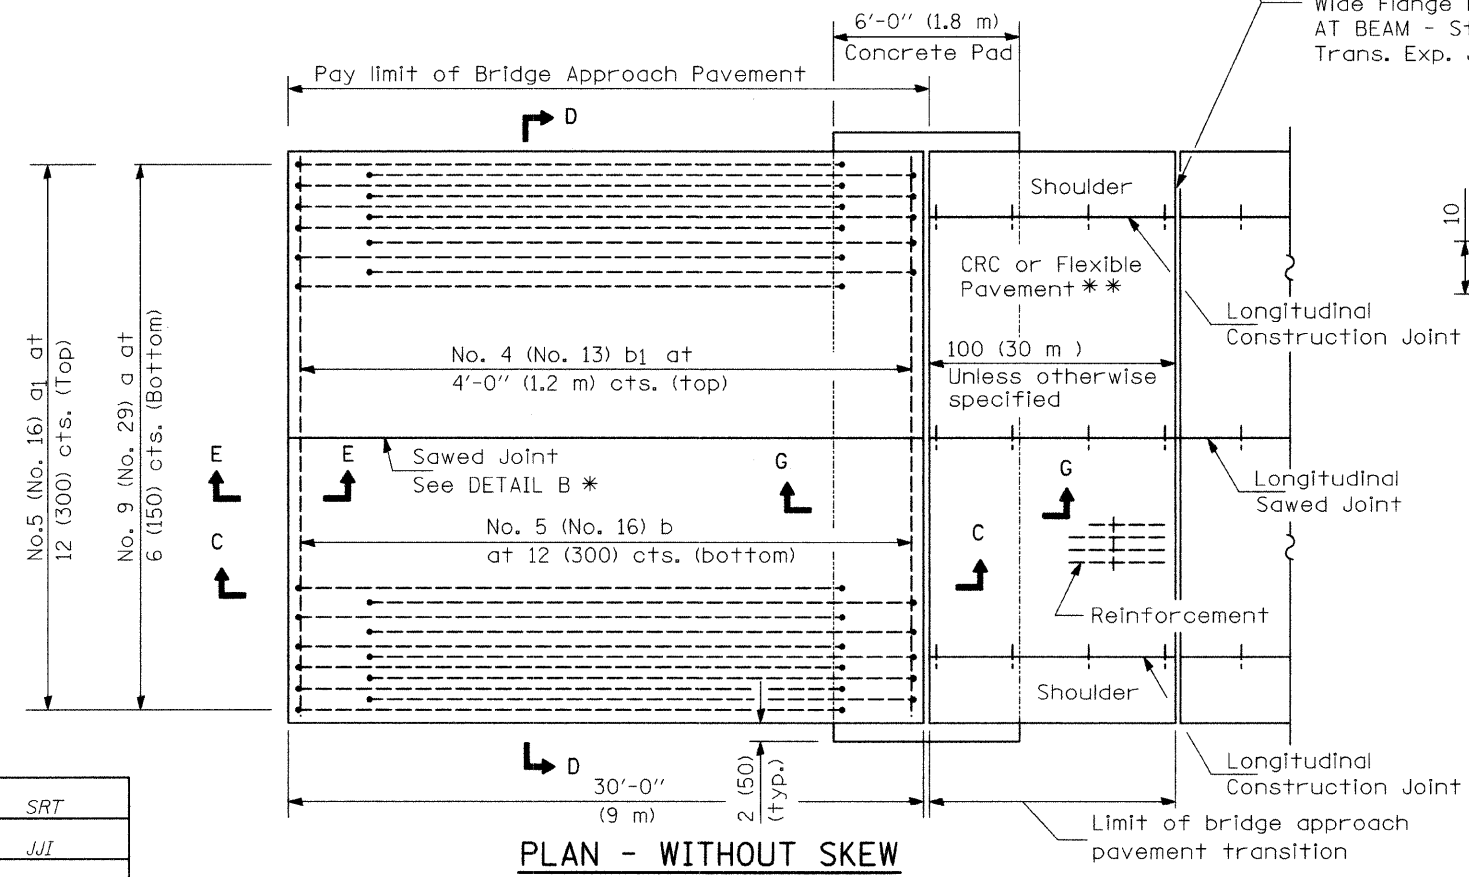 Wide Flange
AT BEAM - St
Trans. Exp. J
6'-0" (1.8 m)
Concrete Pad
Pay limit of Bridge Approach Pavement
D
Shoulder
10
CRC or Flexible
Pavement * *
Longitudinal
Construction Joint
No. 4 (No. 13) b1 at
4'-0" (1.2 m) cts. (top)
100 (30 m )
Unless otherwise
specified
No.5 (No. 16) a1 at
12 (300) cts. (Top)
No. 9 (No. 29) a at
6 (150) cts. (Bottom)
E
E
Sawed Joint
See DETAIL B *
G
G
Longitudinal
Sawed Joint
No. 5 (No. 16) b
at 12 (300) cts. (bottom)
C
C
Reinforcement
Shoulder
D
30'-0"
(9 m)
2 (50)
(typ.)
Longitudinal
Construction Joint
Limit of bridge approach
pavement transition
SRT
JJI
PLAN - WITHOUT SKEW